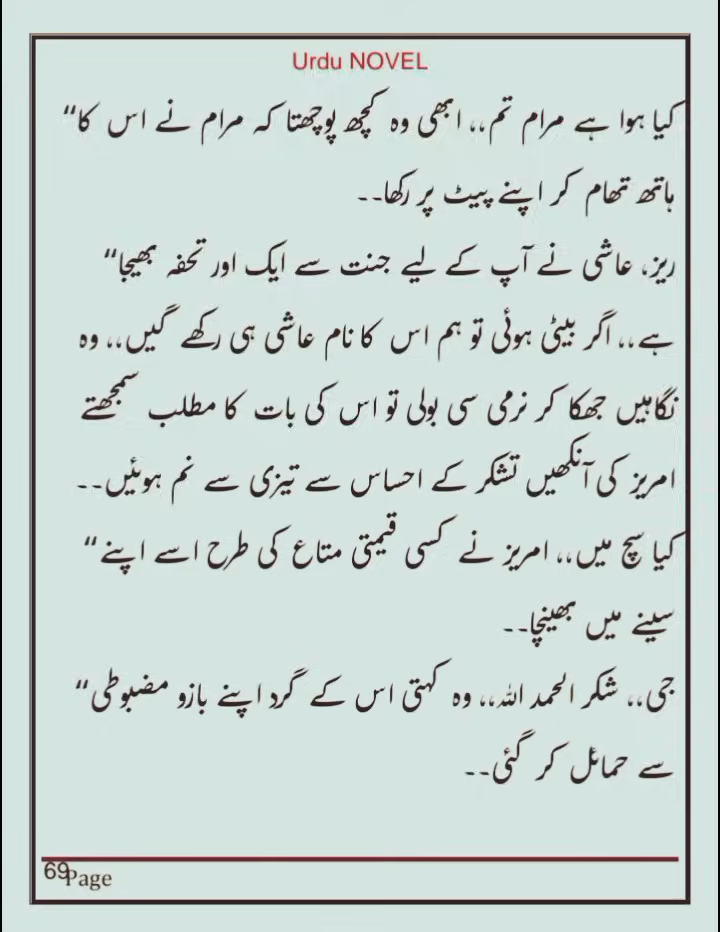 Urdu NOVEL
کیا ہوا ہے مرام تم،، ابھی وہ کچھ پوچھتا کہ مرام نے اس کا"
ہاتھ تھام کر اپنے پیٹ پر رکھا۔۔
ریز، عاشی نے آپ کے لیے جنت سے ایک اور تحفہ بھیجا"
ہے،، اگر بیٹی ہوئی تو ہم اس کا نام عاشی ہی رکھے گیں،، وہ
نگاہیں جھکا کر نرمی سی بولی تو اس کی بات کا مطلب سمجھتے
امریز کی آنکھیں تشکر کے احساس سے تیزی سے نم ہوئیں۔۔
کیا سچ میں،، امریز نے کسی قیمتی متاع کی طرح اسے اپنے"
سینے میں بھینچا۔۔
جی،، شکر الحمد اللہ،، وہ کہتی اس کے گرد اپنے بازو مضبوطی"
سے حمائل کر گئی۔۔
69Page